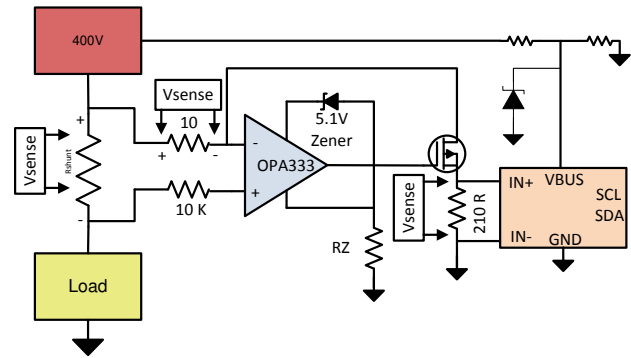 400V
Vsense
+
Rshunt
-
Vsense
10
+
-
10 K
-
OPA333
+
5.1V
Zener
RZ
Vsense
210 R
IN+
VBUS
SCL
SDA
IN-
GND
Load